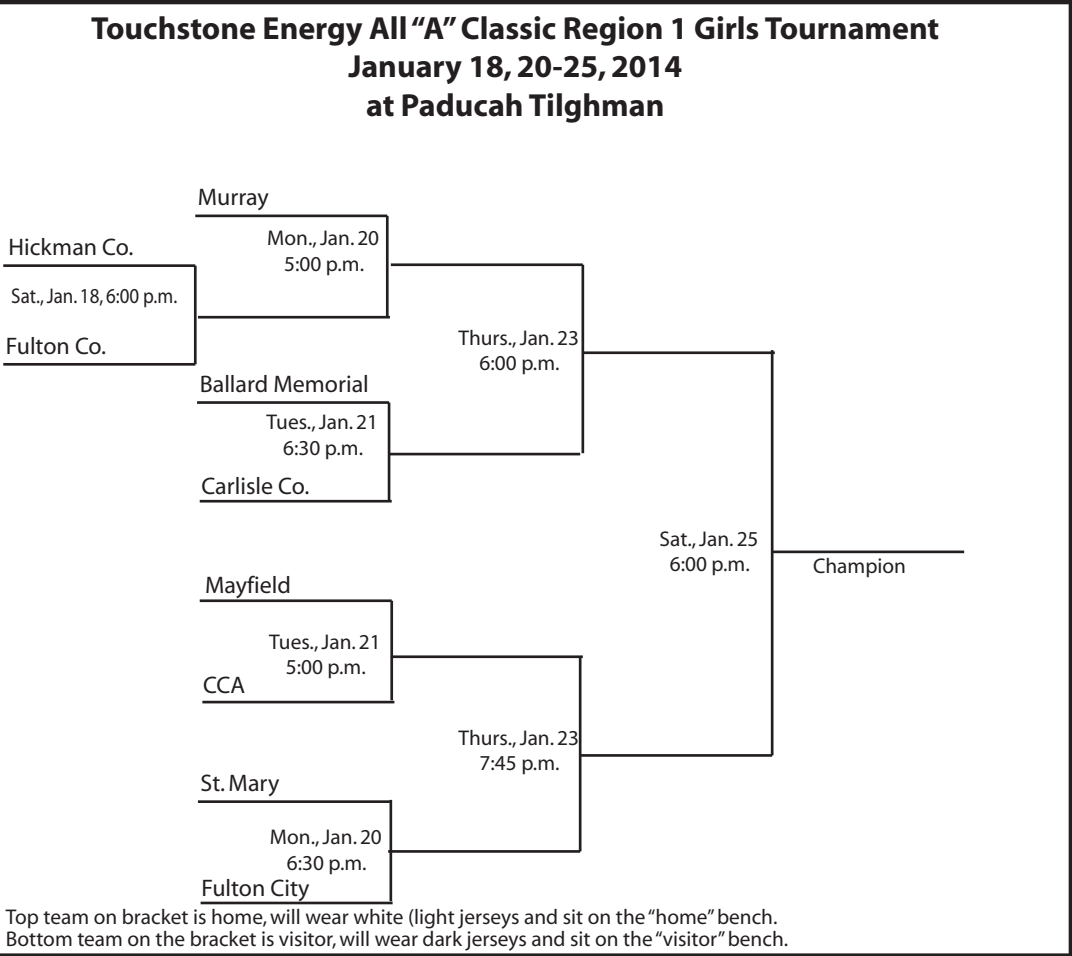 Touchstone Energy All “A” Classic Region 1 Girls Tournament
January 18, 20-25, 2014
at Paducah Tilghman
Murray
Mon., Jan. 20
5:00 p.m.
Hickman Co.
Sat., Jan. 18, 6:00 p.m.
Fulton Co.
Thurs., Jan. 23
6:00 p.m.
Ballard Memorial
Tues., Jan. 21
6:30 p.m.
Carlisle Co.
Sat., Jan. 25
6:00 p.m.
Champion
Mayfield
Tues., Jan. 21
5:00 p.m.
CCA
Thurs., Jan. 23
7:45 p.m.
St. Mary
Mon., Jan. 20
6:30 p.m.
Fulton City
Top team on bracket is home, will wear white (light jerseys and sit on the “home” bench.
Bottom team on the bracket is visitor, will wear dark jerseys and sit on the “visitor” bench.